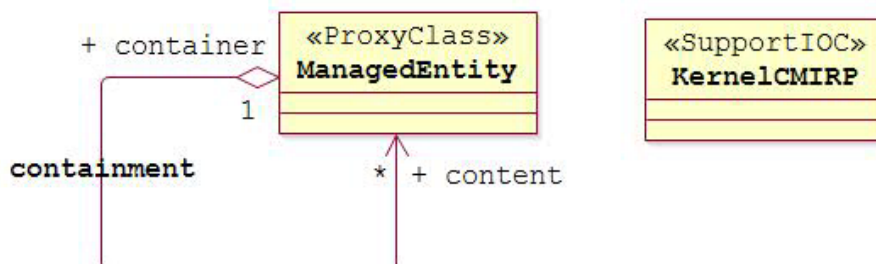 + container
«ProxyClass»
ManagedEntity
1
containment
* + content
«SupportIOC»
KernelCMIRP